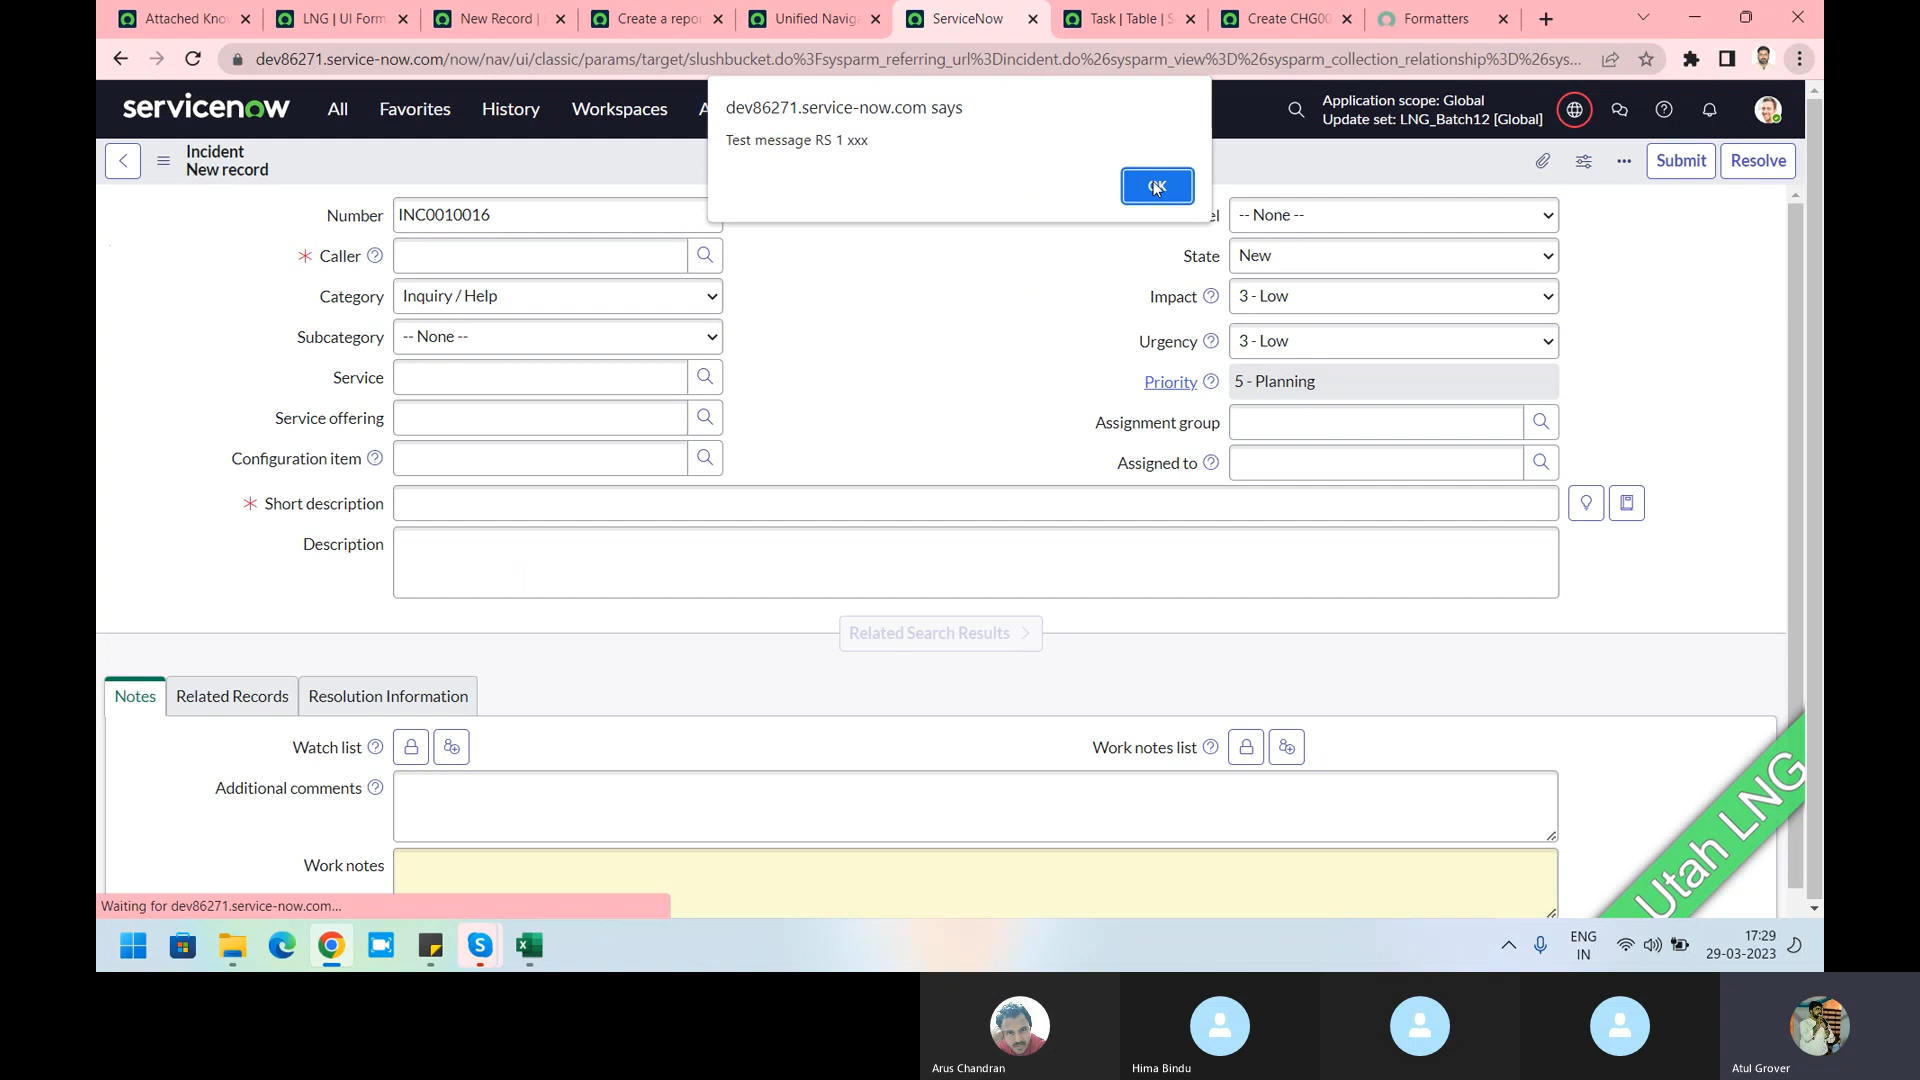 Attached Kno
LNG | UI Form
New Record |
Create a repo
Unified Naviga
ServiceNow
Task | Table | S
Create CHG00
Formatters
dev86271.service-now.com/now/nav/ui/classic/params/target/slushbucket.do%3Fsysparm_referring_url%3Dincident.do%26sysparm_view%3D%26sysparm_collection_relationship%3D%26sys...
servicenow
All
Favorites
History
Workspaces
A
Application scope: Global
Update set: LNG_Batch12 [Global]
dev86271.service-now.com says
Test message RS 1 xxx
OK
Incident
New record
Submit
Resolve
Number
INC0010016
el
-- None --
Caller
State
New
Category
Inquiry / Help
Impact
3 - Low
Subcategory
-- None --
Urgency
3 - Low
Service
Priority
5 - Planning
Service offering
Assignment group
Configuration item
Assigned to
Short description
Description
Related Search Results
Notes
Related Records
Resolution Information
Watch list
Work notes list
Additional comments
Work notes
Utah LNG
Waiting for dev86271.service-now.com...
ENG
IN
17:29
29-03-2023
Arus Chandran
Hima Bindu
Atul Grover